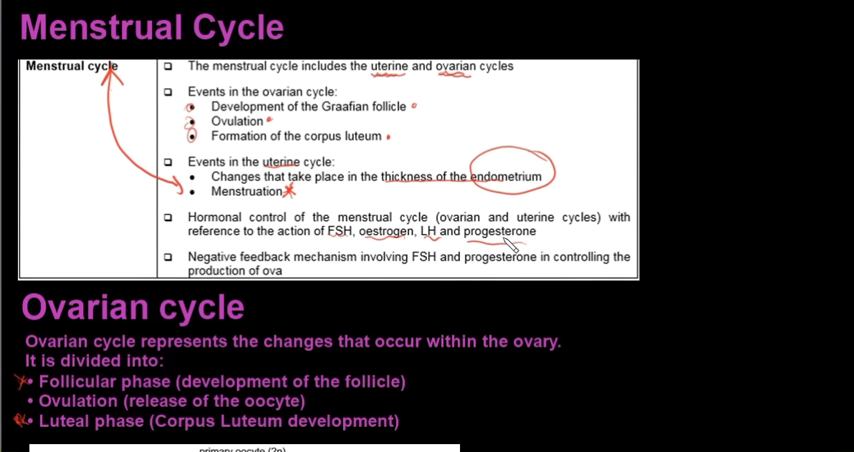 Menstrual Cycle
Menstrual cycle
❑ The menstrual cycle includes the uterine and ovarian cycles
❑ Events in the ovarian cycle:
• Development of the Graafian follicle
• Ovulation
• Formation of the corpus luteum
❑ Events in the uterine cycle:
• Changes that take place in the thickness of the endometrium
• Menstruation
❑ Hormonal control of the menstrual cycle (ovarian and uterine cycles) with
reference to the action of FSH, oestrogen, LH and progesterone
❑ Negative feedback mechanism involving FSH and progesterone in controlling the
production of ova
Ovarian cycle
Ovarian cycle represents the changes that occur within the ovary.
It is divided into:
• Follicular phase (development of the follicle)
• Ovulation (release of the oocyte)
• Luteal phase (Corpus Luteum development)
primary oocyte (2n)